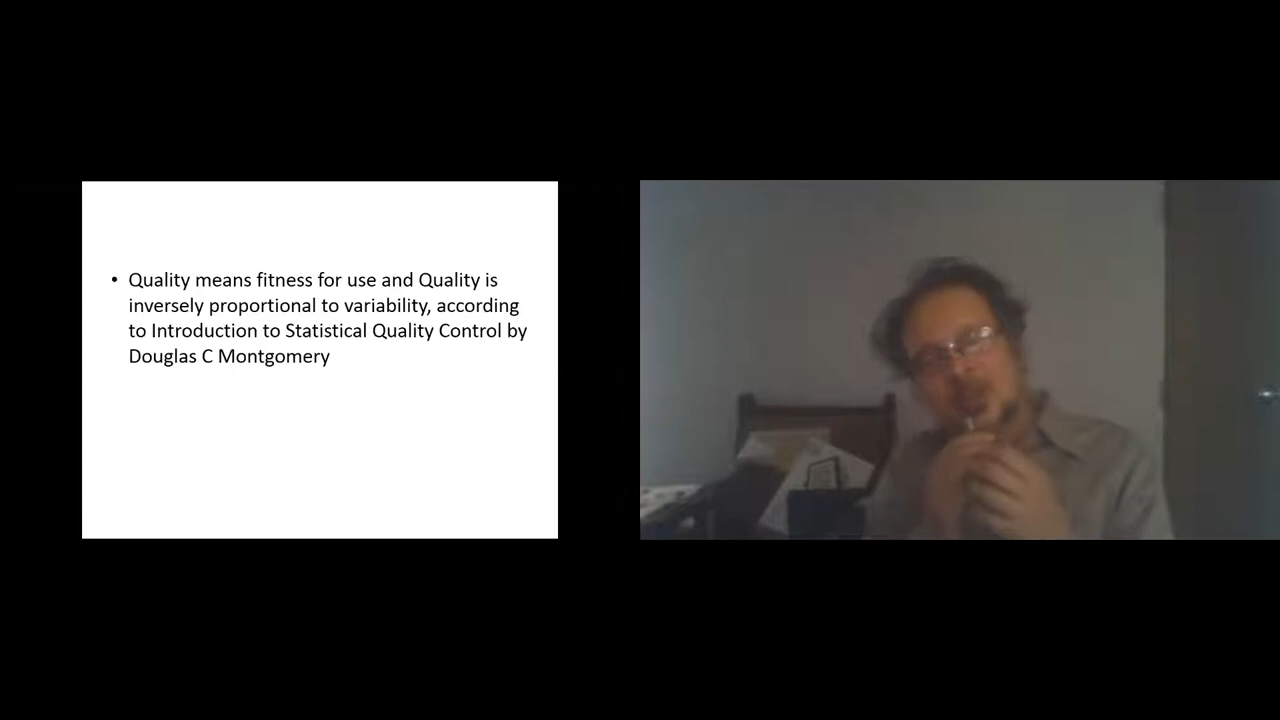 • Quality means fitness for use and Quality is
inversely proportional to variability, according
to Introduction to Statistical Quality Control by
Douglas C Montgomery